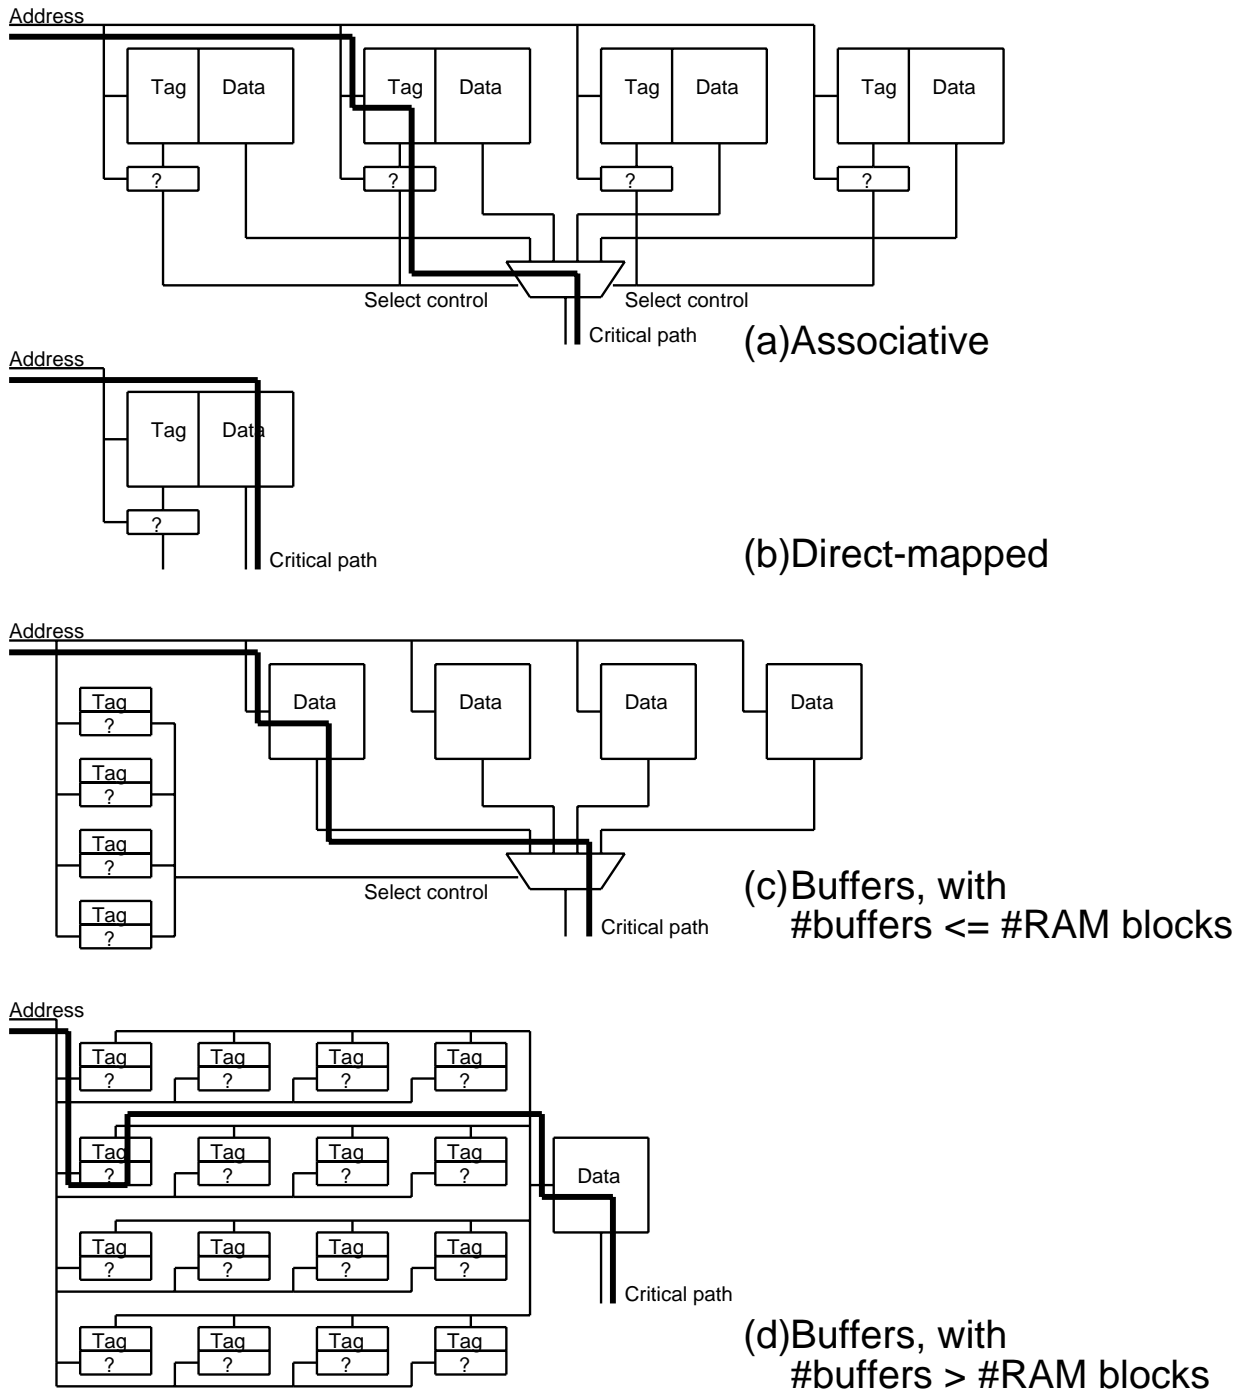 Address
Tag Data Tag Data Tag Data Tag Data
? ? ? ?
Select control Select control
Critical path
(a)Associative
Address
Tag Data
?
Critical path
(b)Direct-mapped
Address
Data Data Data Data
Tag
?
Tag
?
Tag
?
Select control
Tag
?
Critical path
(c)Buffers, with
#buffers <= #RAM blocks
Address
Tag Tag Tag Tag
? ? ? ?
Tag Tag Tag Tag
? ? ? ?
Data
Tag Tag Tag Tag
? ? ? ?
Critical path
Tag Tag Tag Tag
? ? ? ?
(d)Buffers, with
#buffers > #RAM blocks